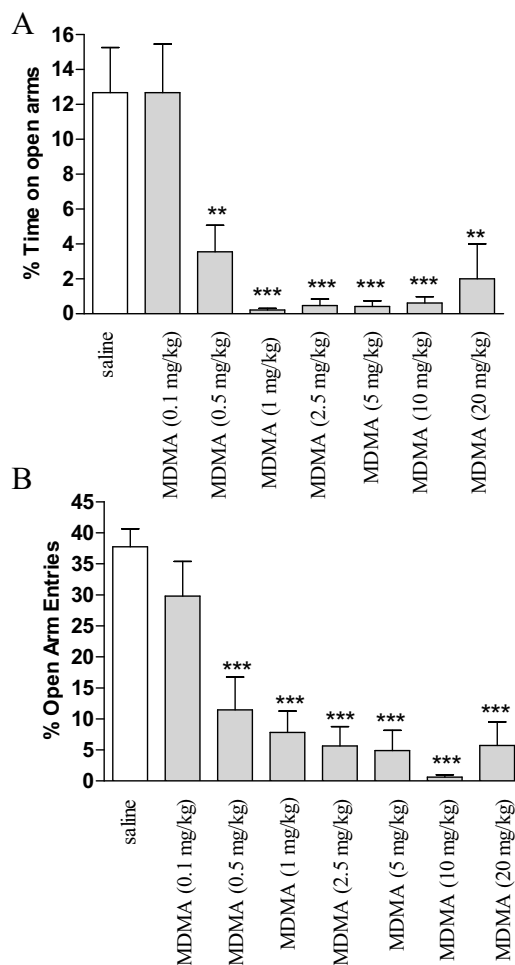 A
% Time on open arms
16
14
12
10
8
6
4
2
0
**
***
***
***
***
**
saline
MDMA (0.1 mg/kg)
MDMA (0.5 mg/kg)
MDMA (1 mg/kg)
MDMA (2.5 mg/kg)
MDMA (5 mg/kg)
MDMA (10 mg/kg)
MDMA (20 mg/kg)
B
% Open Arm Entries
45
40
35
30
25
20
15
10
5
0
***
***
***
***
***
***
saline
MDMA (0.1 mg/kg)
MDMA (0.5 mg/kg)
MDMA (1 mg/kg)
MDMA (2.5 mg/kg)
MDMA (5 mg/kg)
MDMA (10 mg/kg)
MDMA (20 mg/kg)